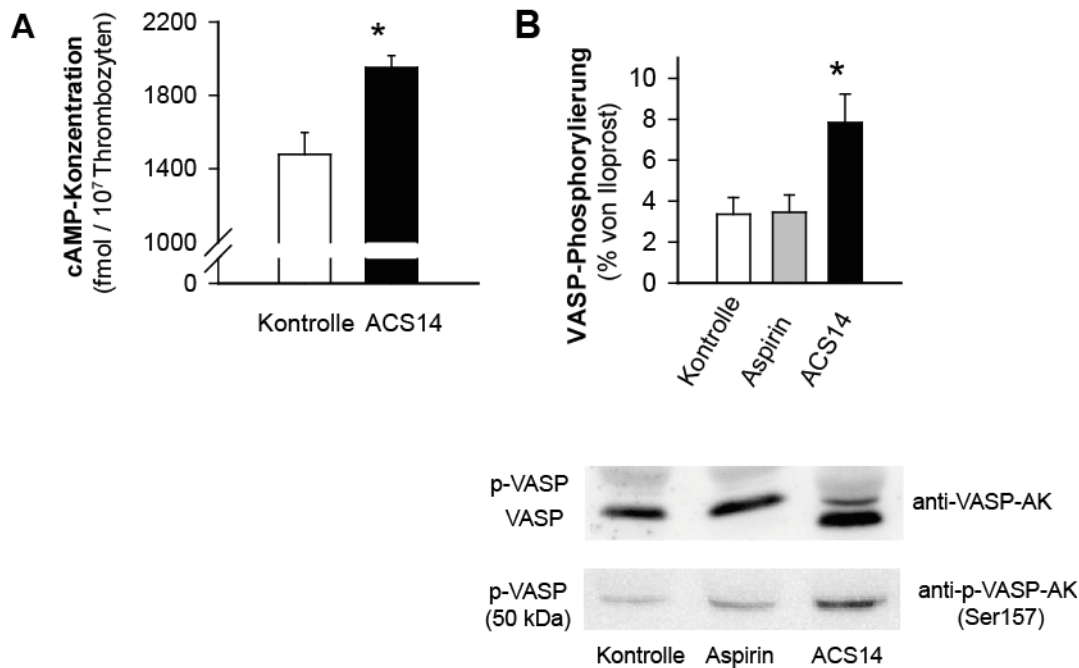 A
cAMP-Konzentration
(fmol / 10⁷ Thrombozyten)
2200
1800
1400
1000
0
*
Kontrolle ACS14
B
VASP-Phosphorylierung
(% von Iloprost)
10
8
6
4
2
0
*
Kontrolle
Aspirin
ACS14
p-VASP
VASP
anti-VASP-AK
p-VASP
(50 kDa)
anti-p-VASP-AK
(Ser157)
Kontrolle Aspirin ACS14